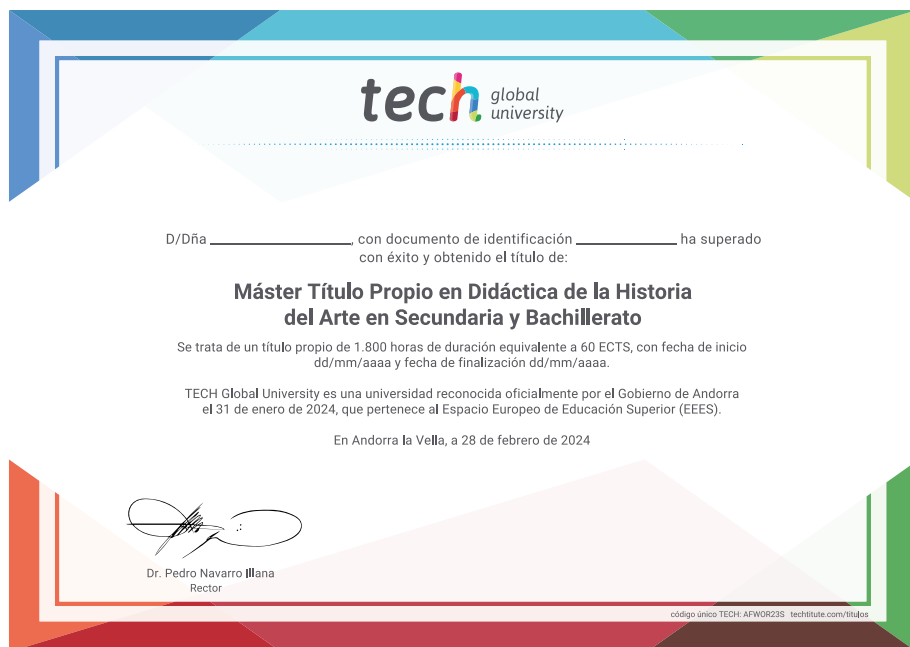 tech global university
D/Dña ________________, con documento de identificación ____________ ha superado
con éxito y obtenido el título de:
Máster Título Propio en Didáctica de la Historia
del Arte en Secundaria y Bachillerato
Se trata de un título propio de 1.800 horas de duración equivalente a 60 ECTS, con fecha de inicio
dd/mm/aaaa y fecha de finalización dd/mm/aaaa.
TECH Global University es una universidad reconocida oficialmente por el Gobierno de Andorra
el 31 de enero de 2024, que pertenece al Espacio Europeo de Educación Superior (EEES).
En Andorra la Vella, a 28 de febrero de 2024
Dr. Pedro Navarro Illana
Rector
código único TECH: AFWOR23S techtitute.com/titulos